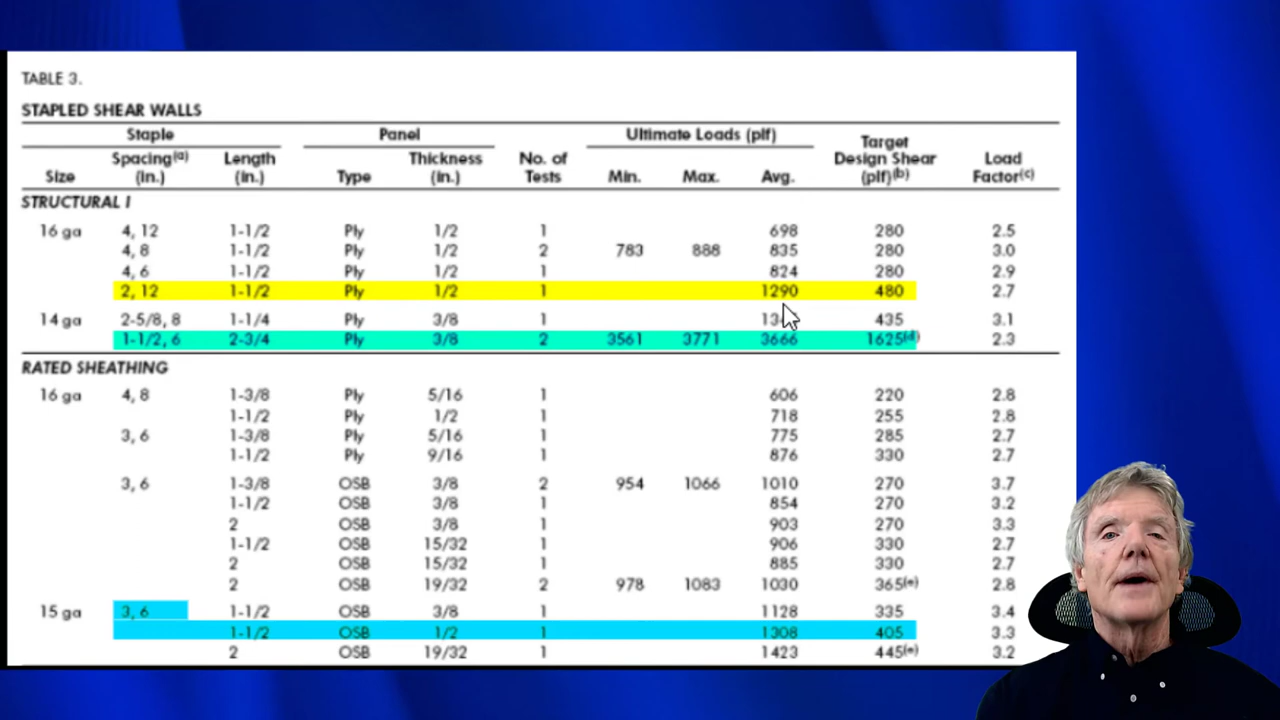 TABLE 3.
STAPLED SHEAR WALLS
Staple Panel Ultimate Loads (plf) Target
Spacing(a) Length Thickness No. of Design Shear Load
Size (in.) (in.) Type (in.) Tests Min. Max. Avg. (plf)(b) Factor(c)
STRUCTURAL I
16 ga 4, 12 1-1/2 Ply 1/2 1 698 280 2.5
4, 8 1-1/2 Ply 1/2 2 783 888 835 280 3.0
4, 6 1-1/2 Ply 1/2 1 824 280 2.9
2, 12 1-1/2 Ply 1/2 1 1290 480 2.7
14 ga 2-5/8, 8 1-1/4 Ply 3/8 1 435 3.1
1-1/2, 6 2-3/4 Ply 3/8 2 3561 3771 3666 1625(d) 2.3
RATED SHEATHING
16 ga 4, 8 1-3/8 Ply 5/16 1 606 220 2.8
1-1/2 Ply 1/2 1 718 255 2.8
3, 6 1-3/8 Ply 5/16 1 775 285 2.7
1-1/2 Ply 9/16 1 876 330 2.7
3, 6 1-3/8 OSB 3/8 2 954 1066 1010 270 3.7
1-1/2 OSB 3/8 1 854 270 3.2
2 OSB 3/8 1 903 270 3.3
1-1/2 OSB 15/32 1 906 330 2.7
2 OSB 15/32 1 885 330 2.7
2 OSB 19/32 2 978 1083 1030 365(e) 2.8
15 ga 3, 6 1-1/2 OSB 3/8 1 1128 335 3.4
1-1/2 OSB 1/2 1 1308 405 3.3
2 OSB 19/32 1 1423 445(e) 3.2